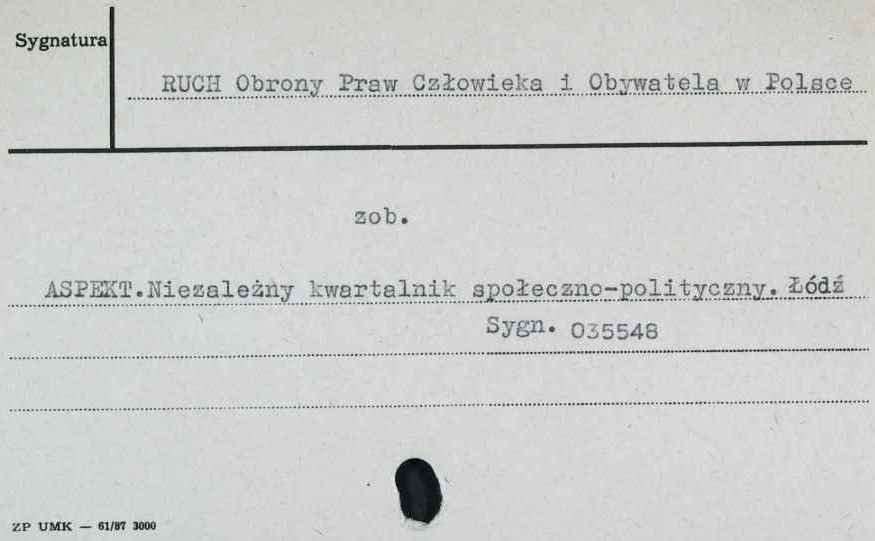 Sygnatura
RUCH Obrony Praw Człowieka i Obywatela w Polsce
zob.
ASPEKT.Niezależny kwartalnik społeczno-polityczny. Łódź
Sygn. 035548
ZP UMK — 61/87 3000